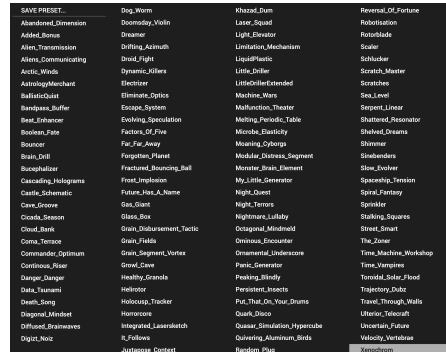 SAVE PRESET...
Abandoned_Dimension
Added_Bonus
Alien_Transmission
Aliens_Communicating
Arctic_Winds
AstrologyMerchant
BallisticQuist
Bandpass_Buffer
Beat_Enhancer
Boolean_Fate
Bouncer
Brain_Drill
Bucephalizer
Cascading_Holograms
Castle_Schematic
Cave_Groove
Cicada_Season
Cloud_Bank
Coma_Terrace
Commander_Optimum
Continous_Riser
Danger_Danger
Data_Tsunami
Death_Song
Diagonal_Mindset
Diffused_Brainwaves
Digizt_Noiz
Dog_Worm
Doomsday_Violin
Dreamer
Drifting_Azimuth
Droid_Fight
Dynamic_Killers
Electrizer
Eliminate_Optics
Escape_System
Evolving_Speculation
Factors_Of_Five
Far_Far_Away
Forgotten_Planet
Fractured_Bouncing_Ball
Frost_Implosion
Future_Has_A_Name
Gas_Giant
Glass_Box
Grain_Disbursement_Tactic
Grain_Fields
Grain_Segment_Vortex
Growl_Cave
Healthy_Granola
Helirotor
Holocusp_Tracker
Horrorcore
Integrated_Lasersketch
It_Follows
Juxtapose_Context
Khazad_Dum
Laser_Squad
Light_Elevator
Limitation_Mechanism
LiquidPlastic
Little_Driller
LittleDrillerExtended
Machine_Wars
Malfunction_Theater
Melting_Periodic_Table
Microbe_Elasticity
Moaning_Cyborgs
Modular_Distress_Segment
Monster_Brain_Element
My_Little_Generator
Night_Quest
Night_Terrors
Nightmare_Lullaby
Octagonal_Mindmeld
Ominous_Encounter
Ornamental_Underscore
Panic_Generator
Peaking_Blindly
Persistent_Insects
Put_That_On_Your_Drums
Quark_Disco
Quasar_Simulation_Hypercube
Quivering_Aluminum_Birds
Random_Plug
Reversal_Of_Fortune
Robotisation
Rotorblade
Scaler
Schlucker
Scratch_Master
Scratches
Sea_Level
Serpent_Linear
Shattered_Resonator
Shelved_Dreams
Shimmer
Sinebenders
Slow_Evolver
Spaceship_Tension
Spiral_Fantasy
Sprinkler
Stalking_Squares
Street_Smart
The_Zoner
Time_Machine_Workshop
Time_Vampires
Toroidal_Solar_Flood
Trajectory_Dubz
Travel_Through_Walls
Ulterior_Telecraft
Uncertain_Future
Velocity_Vertebrae
Xenochrom